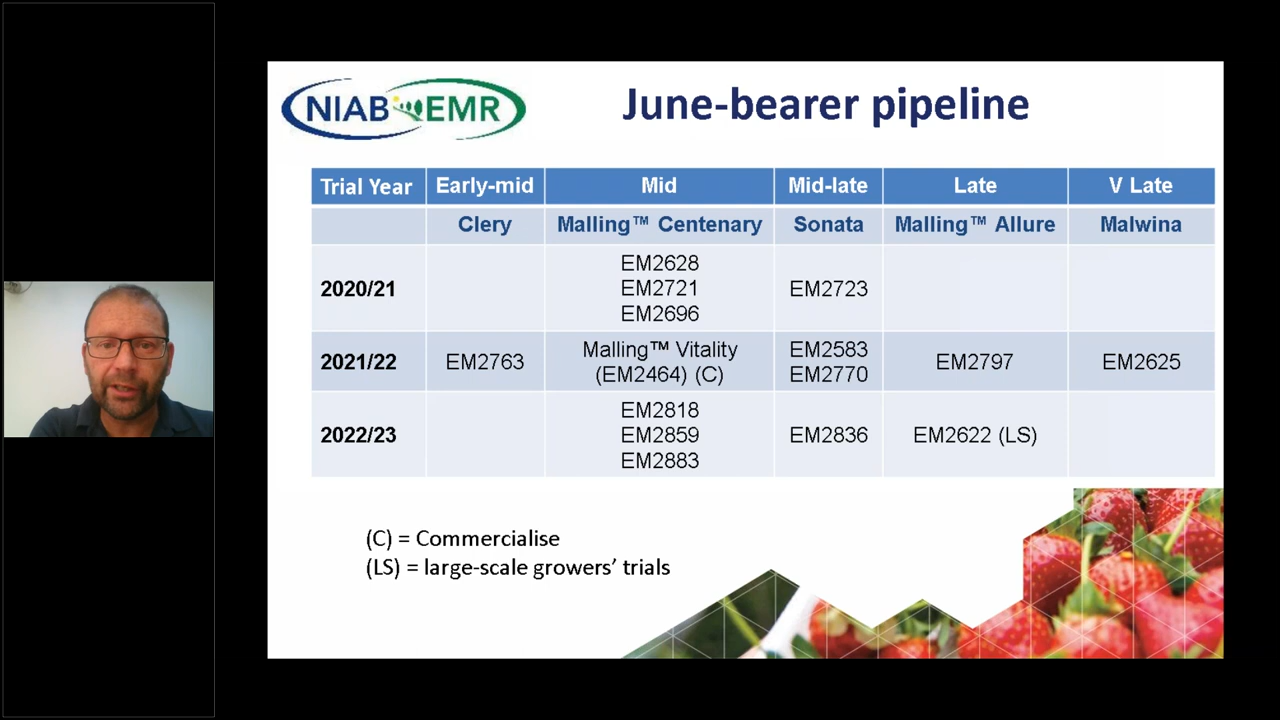 NIAB EMR
June-bearer pipeline
Trial Year Early-mid Mid Mid-late Late V Late
Clery Malling™ Centenary Sonata Malling™ Allure Malwina
2020/21
EM2628
EM2721
EM2696
EM2723
2021/22
EM2763
Malling™ Vitality
(EM2464) (C)
EM2583
EM2770
EM2797
EM2625
2022/23
EM2818
EM2859
EM2883
EM2836
EM2622 (LS)
(C) = Commercialise
(LS) = large-scale growers’ trials